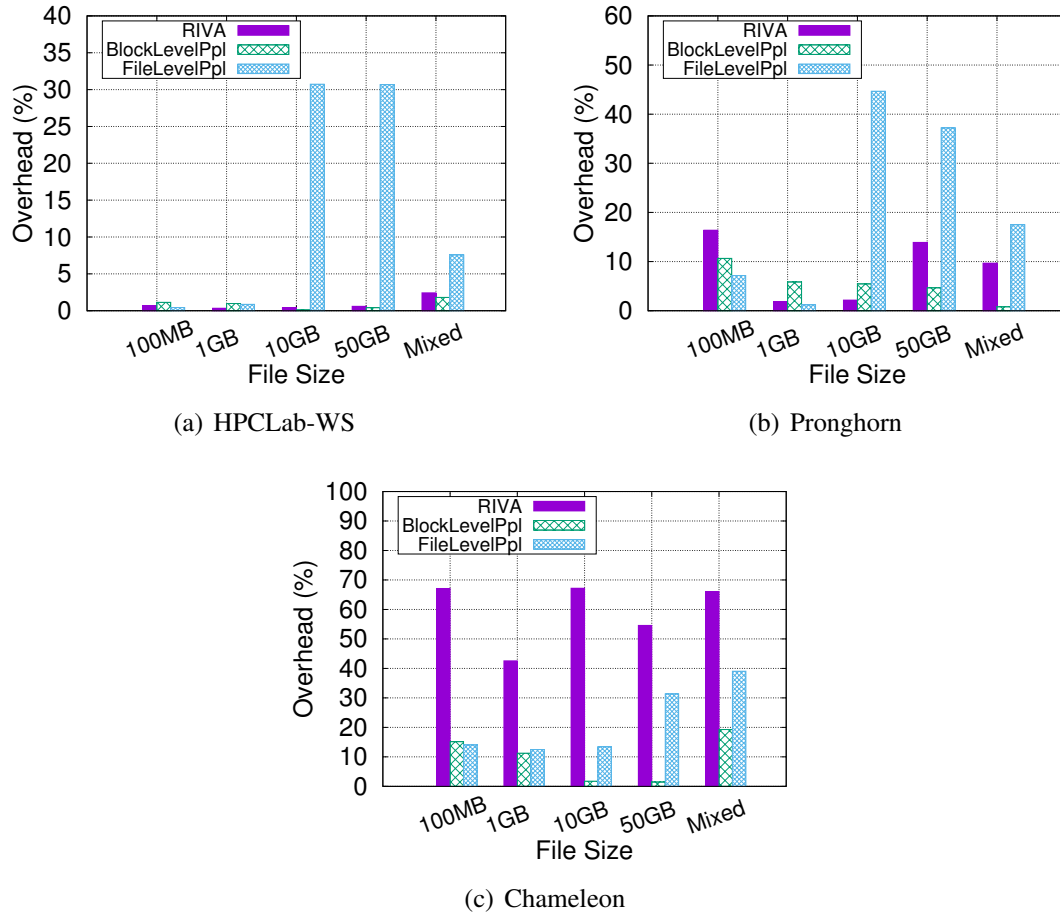 40
35
30
25
20
15
10
5
0
Overhead (%)
RIVA
BlockLevelPpl
FileLevelPpl
100MB
1GB
10GB
50GB
Mixed
File Size
(a) HPCLab-WS
60
50
40
30
20
10
0
Overhead (%)
RIVA
BlockLevelPpl
FileLevelPpl
100MB
1GB
10GB
50GB
Mixed
File Size
(b) Pronghorn
100
90
80
70
60
50
40
30
20
10
0
Overhead (%)
RIVA
BlockLevelPpl
FileLevelPpl
100MB
1GB
10GB
50GB
Mixed
File Size
(c) Chameleon